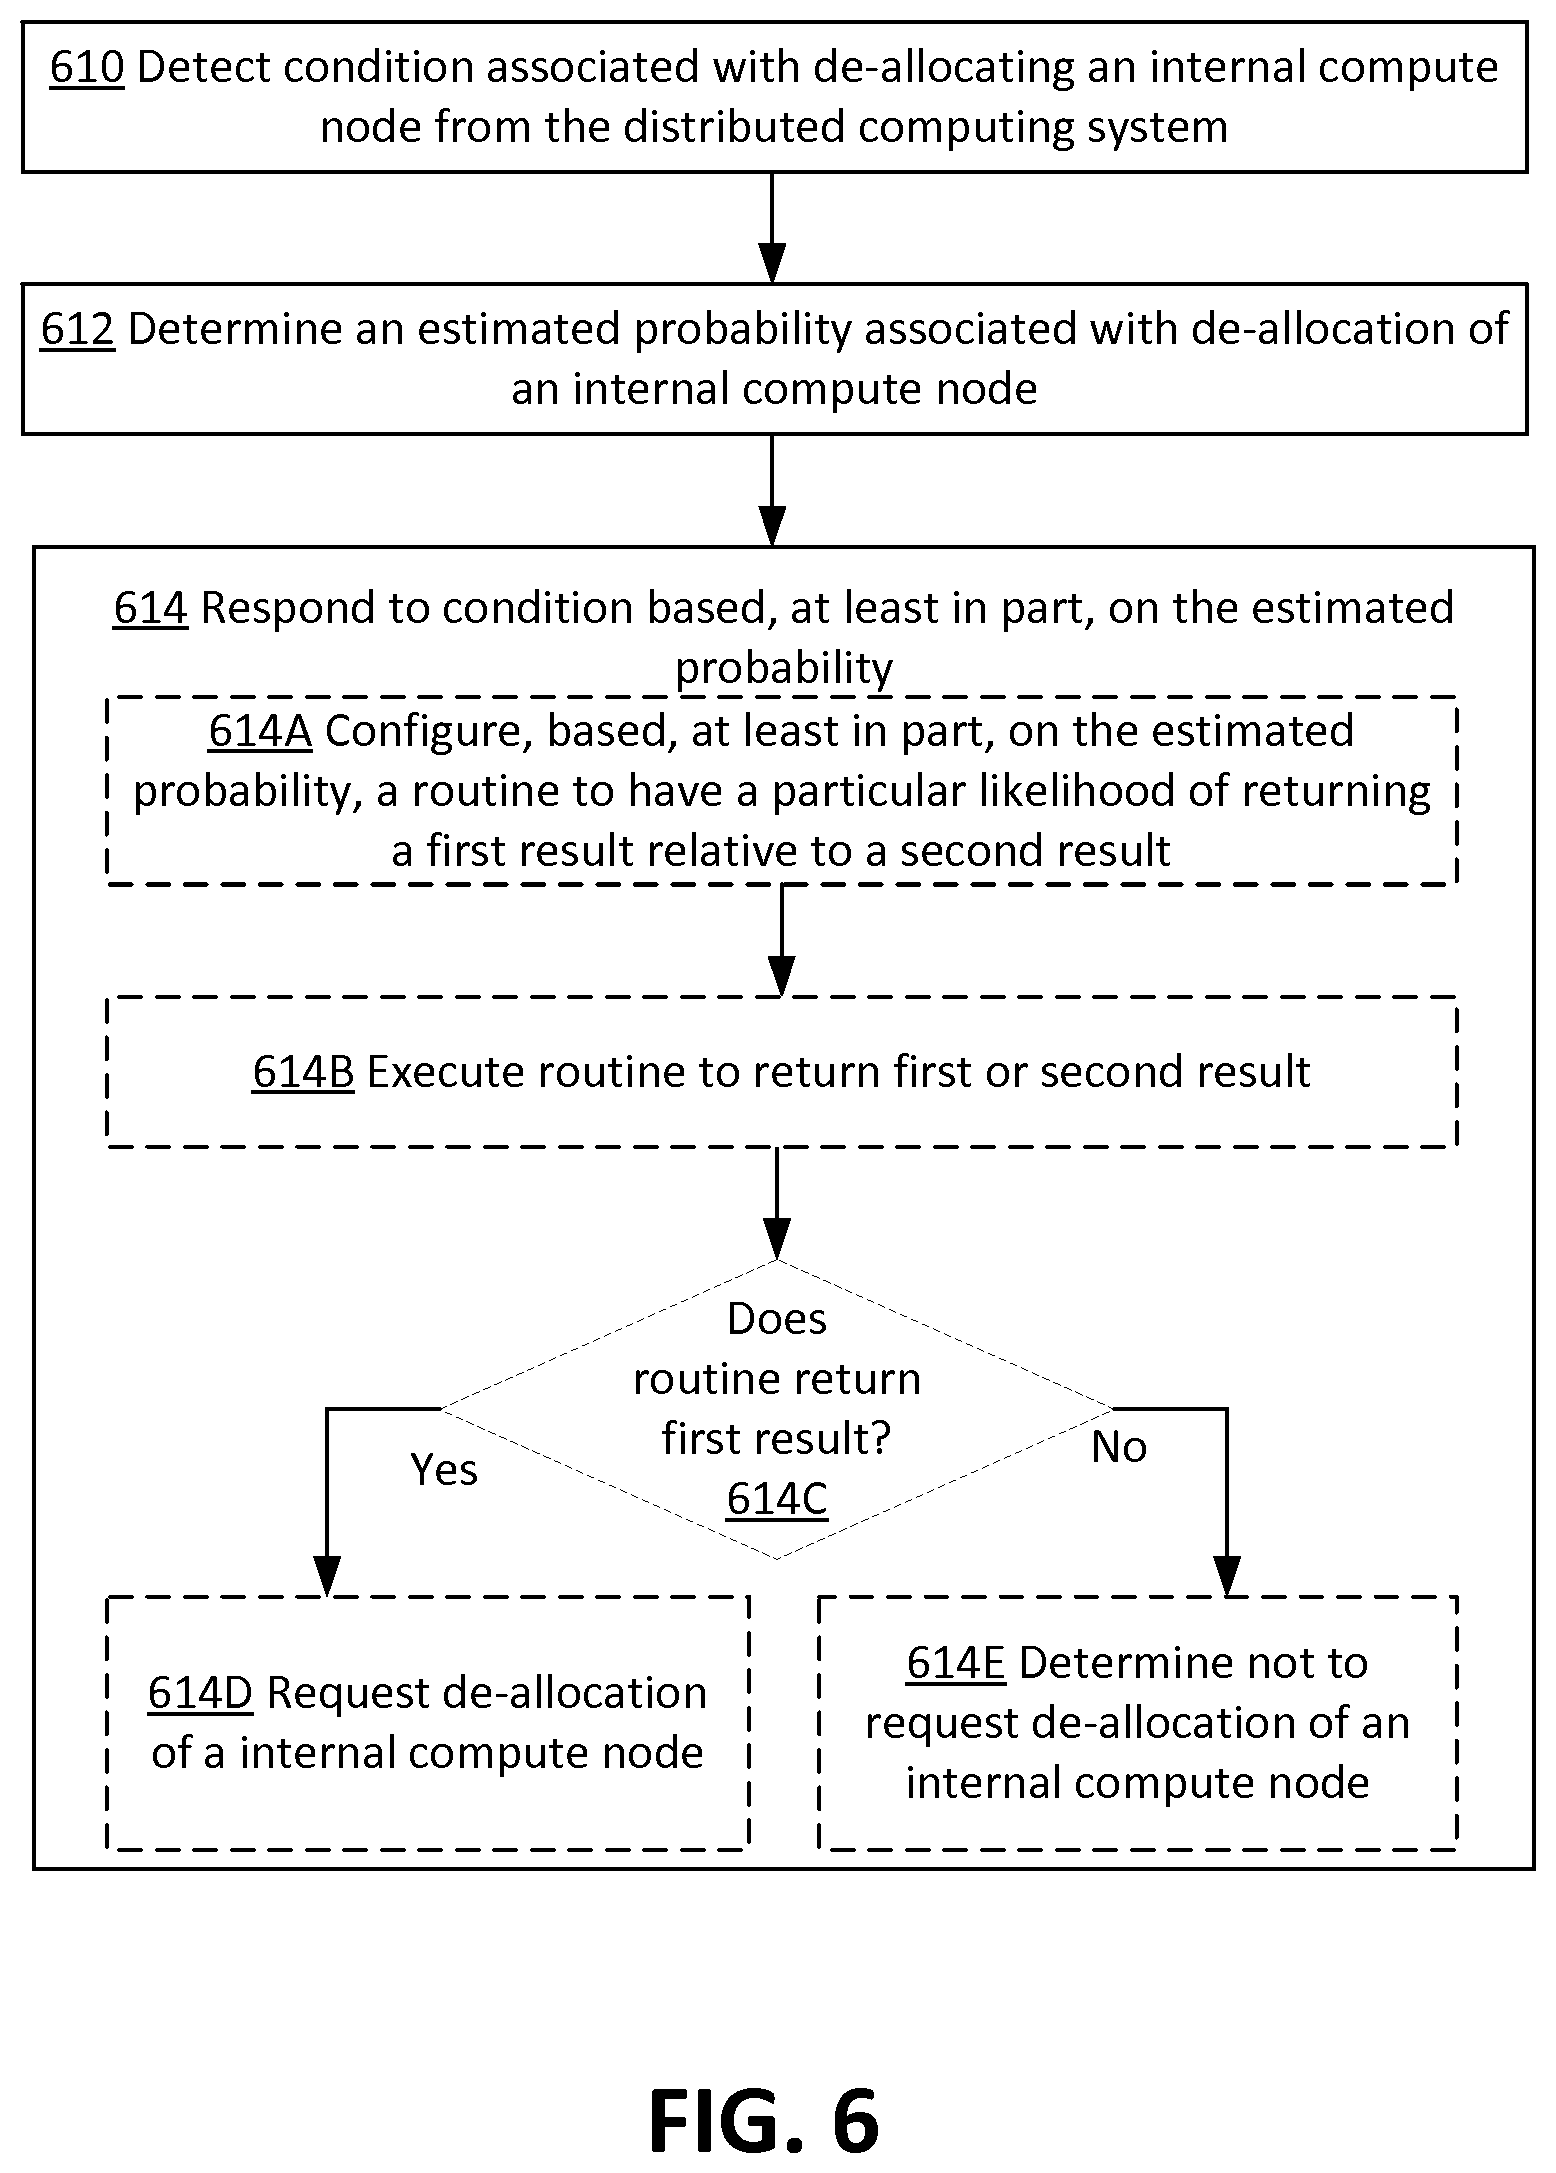 610 Detect condition associated with de-allocating an internal compute
node from the distributed computing system
612 Determine an estimated probability associated with de-allocation of
an internal compute node
614 Respond to condition based, at least in part, on the estimated
probability
614A Configure, based, at least in part, on the estimated
probability, a routine to have a particular likelihood of returning
a first result relative to a second result
614B Execute routine to return first or second result
Does
routine return
first result?
614C
Yes
No
614D Request de-allocation
of a internal compute node
614E Determine not to
request de-allocation of an
internal compute node
FIG. 6